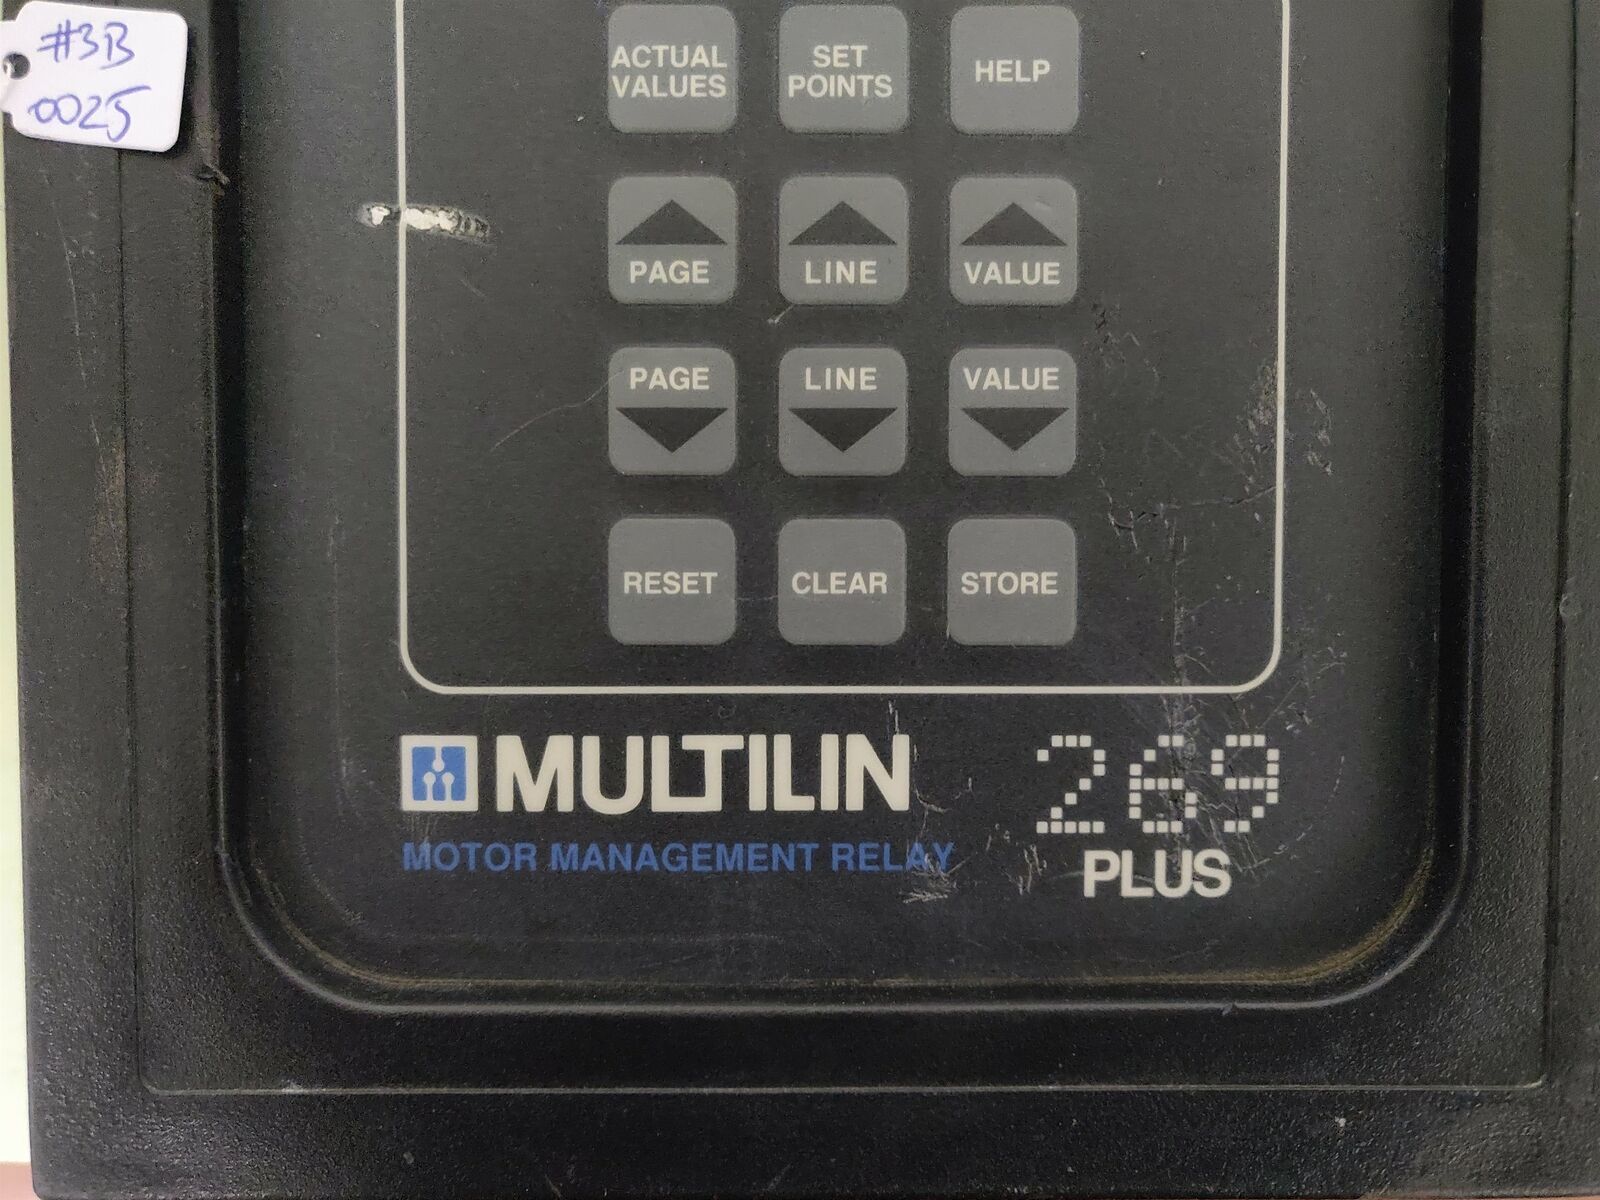 #3B
0025
ACTUAL
VALUES
SET
POINTS
HELP
PAGE
LINE
VALUE
PAGE
LINE
VALUE
RESET
CLEAR
STORE
MULTILIN
269
MOTOR MANAGEMENT RELAY
PLUS